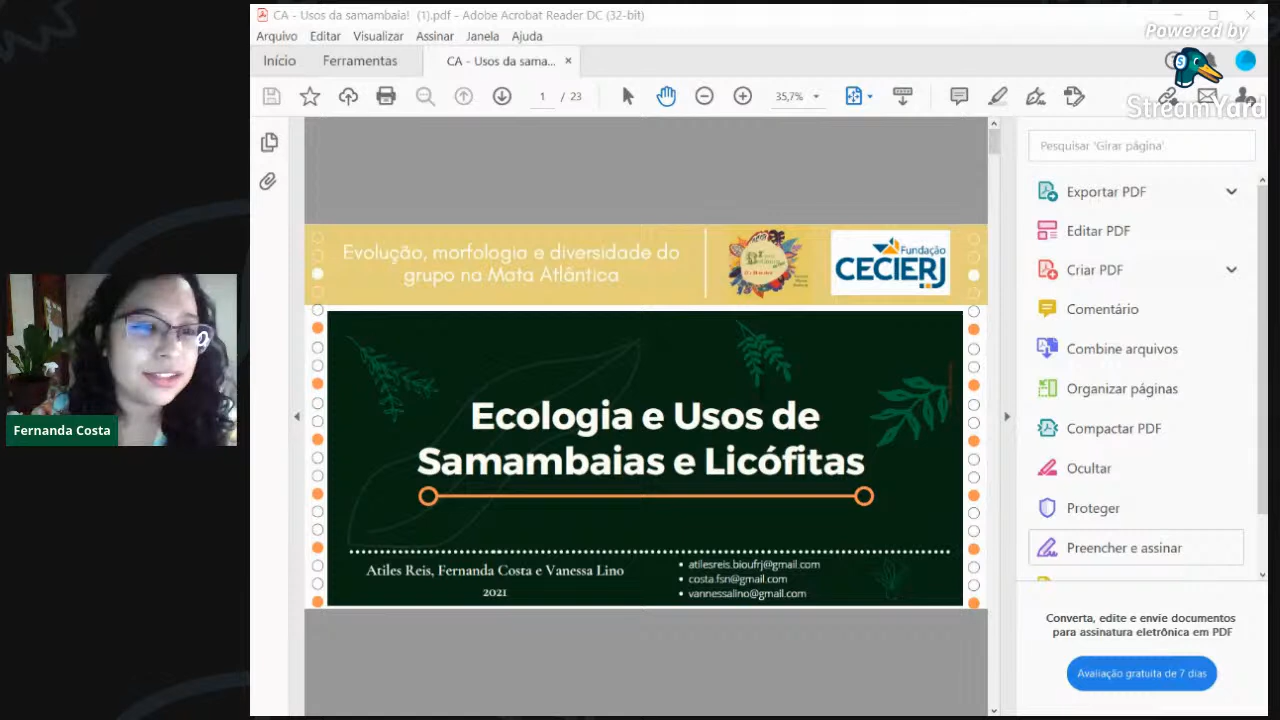 CA - Usos da samambaia! (1).pdf - Adobe Acrobat Reader DC (32-bit)
Powered by
StreamYard
Arquivo Editar Visualizar Assinar Janela Ajuda
Início Ferramentas CA - Usos da sama... ×
1 / 23 35,7%
Pesquisar 'Girar página'
Exportar PDF
Editar PDF
Criar PDF
Comentário
Combine arquivos
Organizar páginas
Compactar PDF
Ocultar
Proteger
Preencher e assinar
Converta, edite e envie documentos
para assinatura eletrônica em PDF
Avaliação gratuita de 7 dias
Evolução, morfologia e diversidade do
grupo na Mata Atlântica
Fundação
CECIERJ
Ecologia e Usos de
Samambaias e Licófitas
Atiles Reis, Fernanda Costa e Vanessa Lino
2021
• atilesreis.bioufrj@gmail.com
• costa.fsn@gmail.com
• vannessalino@gmail.com
Fernanda Costa